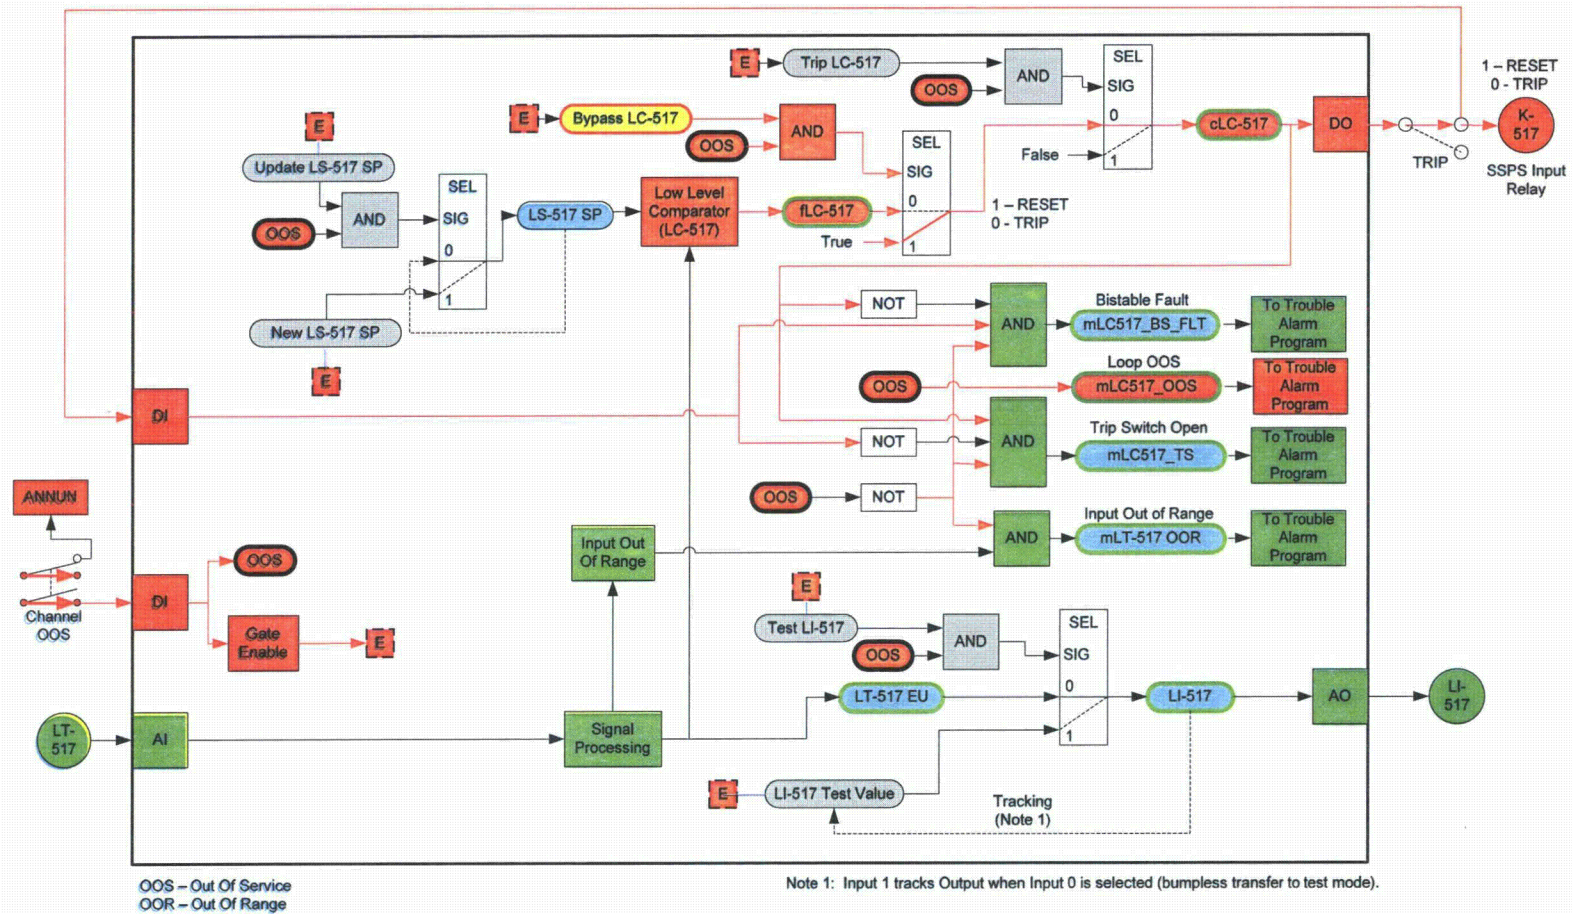 E
Trip LC-517
OOS
AND
SEL
SIG
0
1
False
cLC-517
DO
TRIP
1 – RESET
0 - TRIP
K-
517
SSPS Input
Relay
E
Bypass LC-517
OOS
AND
SEL
SIG
0
1
True
1 – RESET
0 - TRIP
E
Update LS-517 SP
OOS
AND
SEL
SIG
0
1
LS-517 SP
New LS-517 SP
E
Low Level
Comparator
(LC-517)
fLC-517
NOT
AND
Bistable Fault
mLC517_BS_FLT
To Trouble
Alarm
Program
OOS
Loop OOS
mLC517_OOS
To Trouble
Alarm
Program
DI
NOT
AND
Trip Switch Open
mLC517_TS
To Trouble
Alarm
Program
OOS
NOT
AND
Input Out of Range
mLT-517 OOR
To Trouble
Alarm
Program
ANNUN
Channel
OOS
DI
OOS
Gate
Enable
E
Input Out
Of Range
E
Test LI-517
OOS
AND
SEL
SIG
0
1
LT-517 EU
LI-517
AO
LI-
517
LT-
517
AI
Signal
Processing
E
LI-517 Test Value
Tracking
(Note 1)
OOS – Out Of Service
OOR – Out Of Range
Note 1: Input 1 tracks Output when Input 0 is selected (bumpless transfer to test mode).